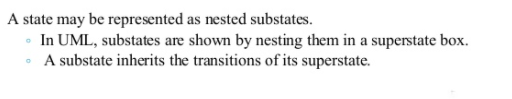 A state may be represented as nested substates.
◦ In UML, substates are shown by nesting them in a superstate box.
◦ A substate inherits the transitions of its superstate.